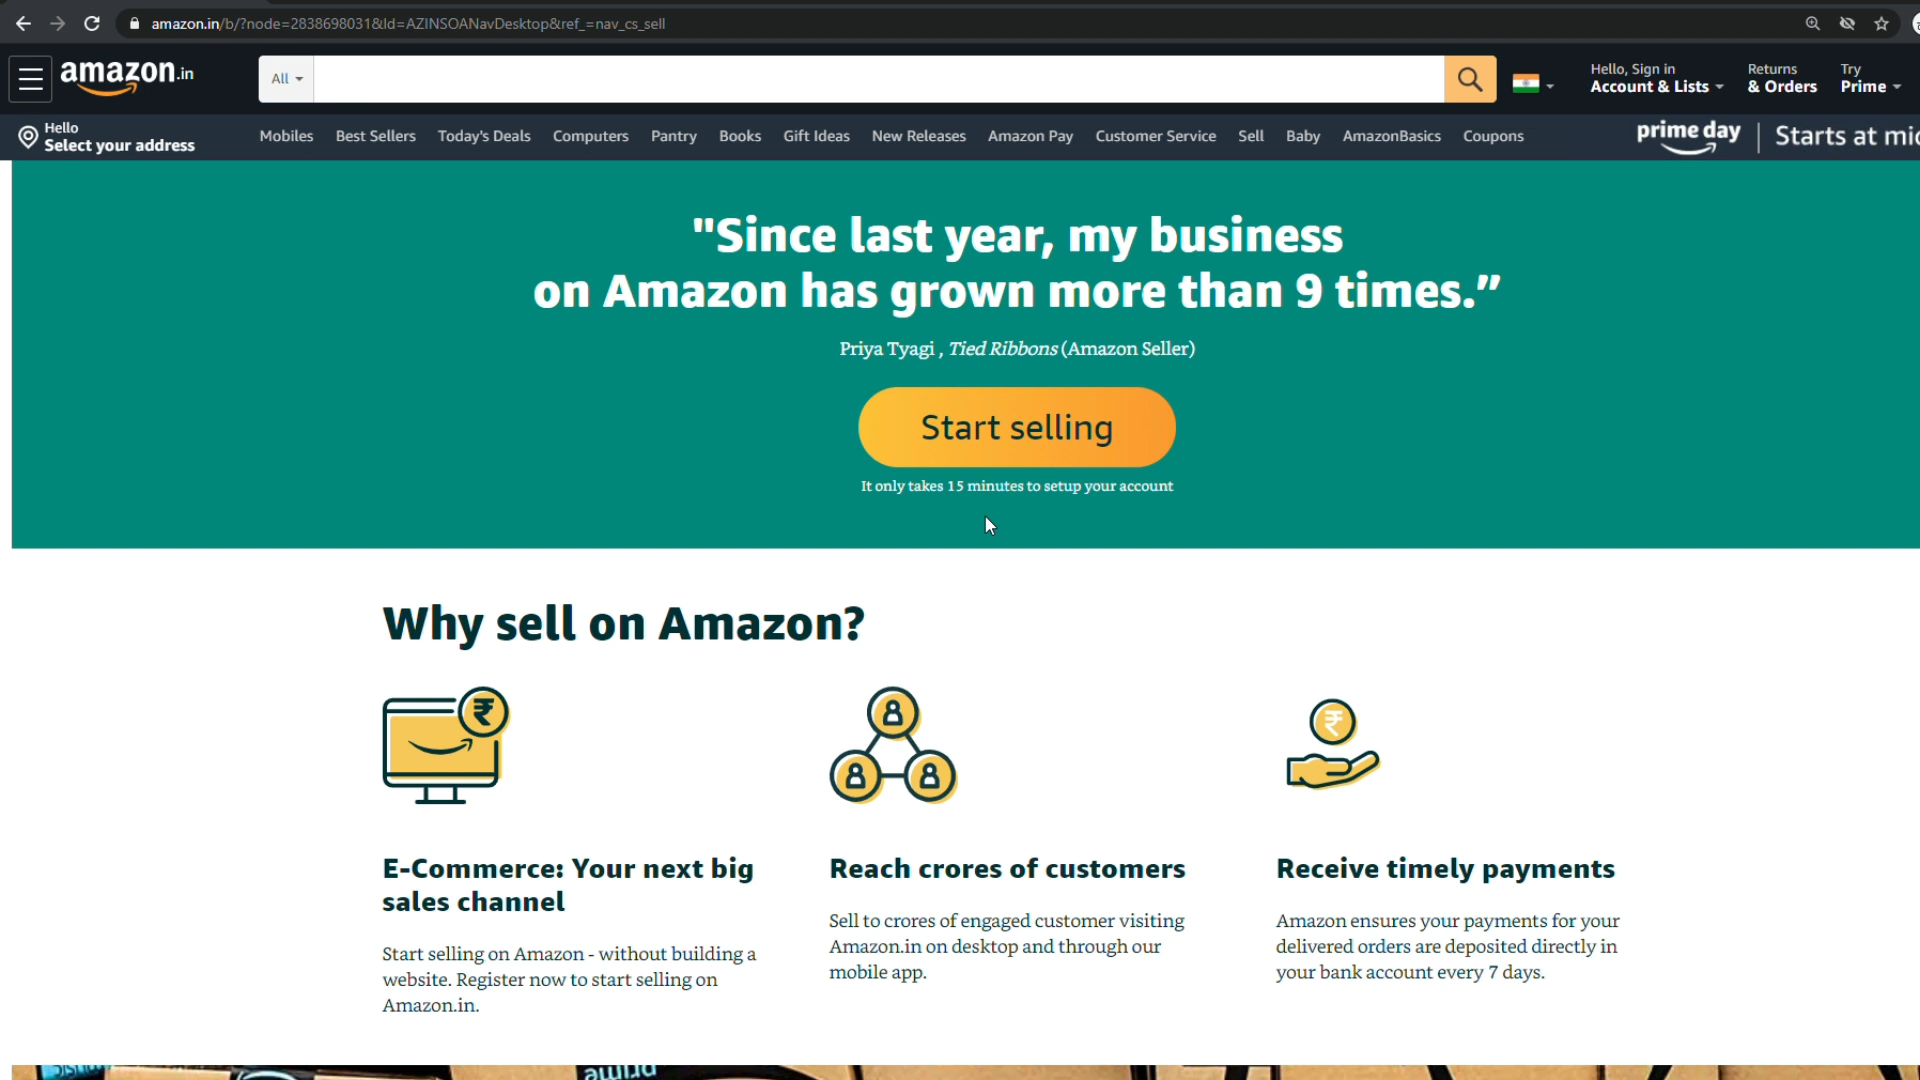 amazon.in/b/?node=2838698031&ld=AZINSOANavDesktop&ref_=nav_cs_sell
amazon.in
All
Hello, Sign in
Account & Lists
Returns
& Orders
Try
Prime
Hello
Select your address
Mobiles Best Sellers Today's Deals Computers Pantry Books Gift Ideas New Releases Amazon Pay Customer Service Sell Baby AmazonBasics Coupons
prime day | Starts at
"Since last year, my business
on Amazon has grown more than 9 times.”
Priya Tyagi , Tied Ribbons (Amazon Seller)
Start selling
It only takes 15 minutes to setup your account
Why sell on Amazon?
E-Commerce: Your next big
sales channel
Start selling on Amazon - without building a
website. Register now to start selling on
Amazon.in.
Reach crores of customers
Sell to crores of engaged customer visiting
Amazon.in on desktop and through our
mobile app.
Receive timely payments
Amazon ensures your payments for your
delivered orders are deposited directly in
your bank account every 7 days.
prime